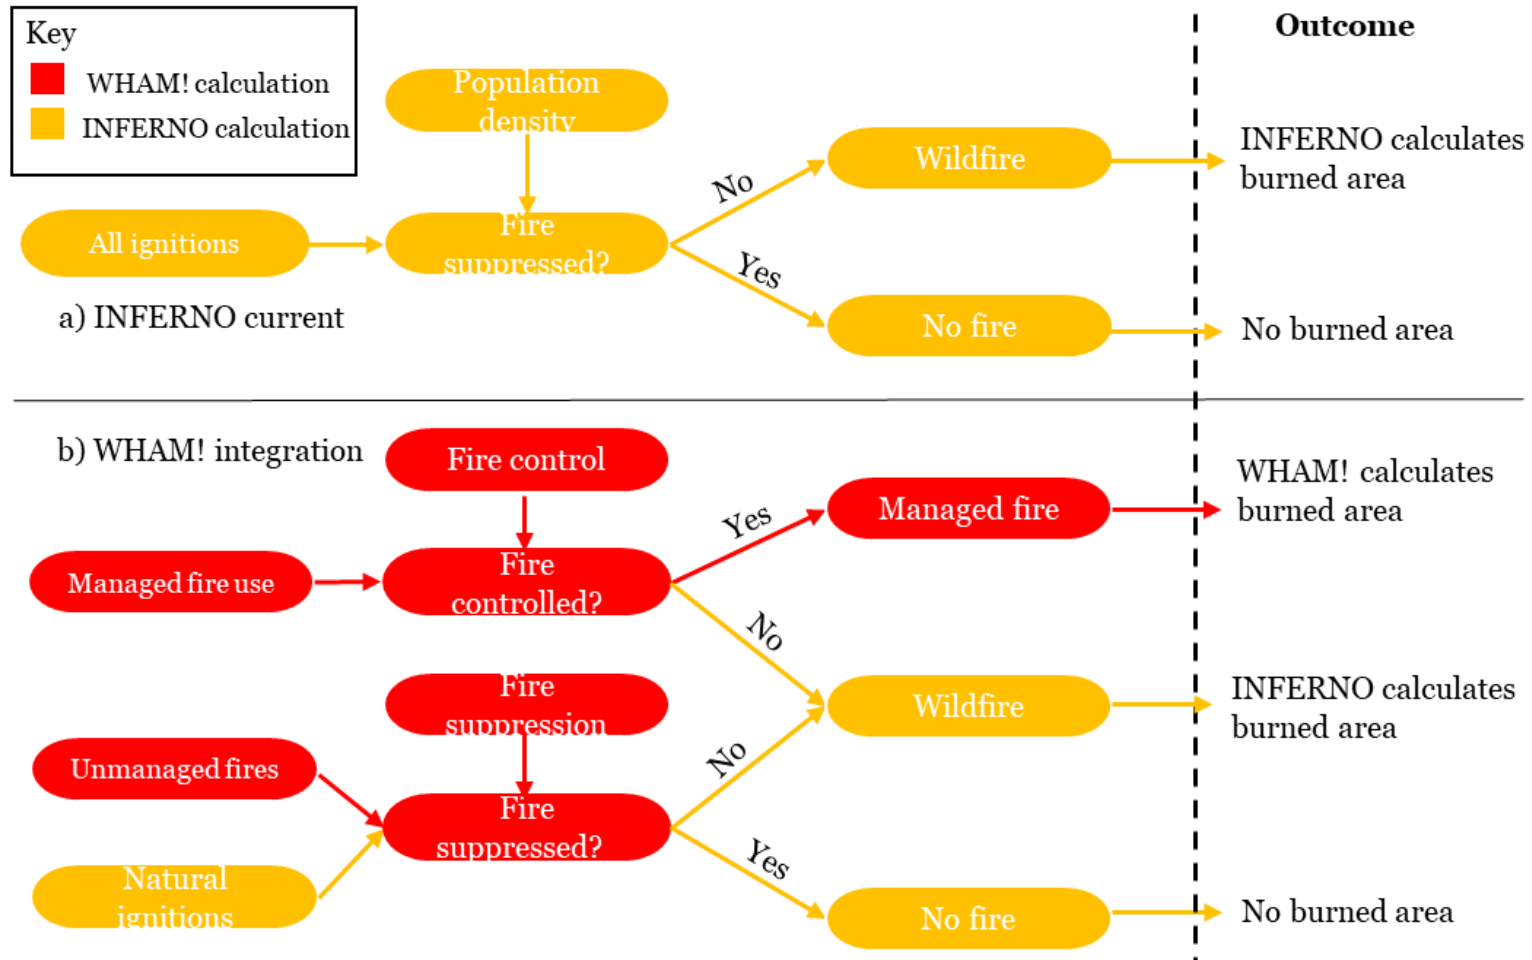 Key
WHAM! calculation
INFERNO calculation
Outcome
Population
density
All ignitions
Fire
suppressed?
No
Yes
Wildfire
No fire
INFERNO calculates
burned area
No burned area
a) INFERNO current
b) WHAM! integration
Fire control
Managed fire use
Fire
controlled?
Yes
No
Managed fire
WHAM! calculates
burned area
Fire
suppression
Unmanaged fires
Natural
ignitions
Fire
suppressed?
No
Yes
Wildfire
INFERNO calculates
burned area
No fire
No burned area